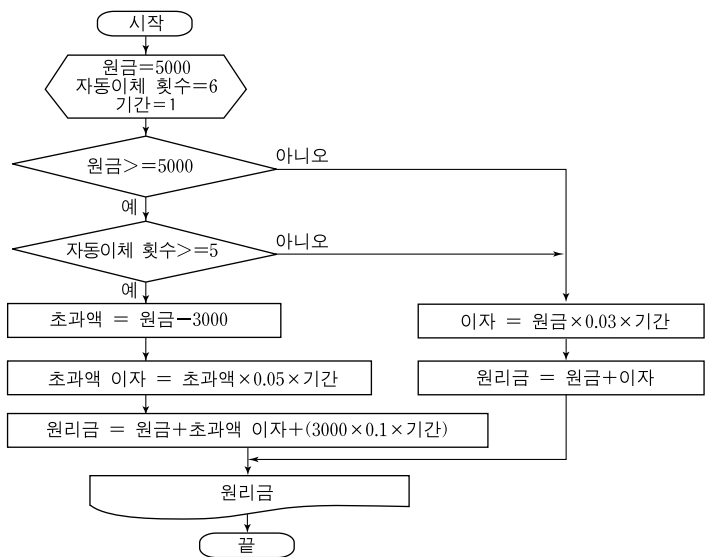 시작
원금=5000
자동이체 횟수=6
기간=1
원금>=5000
아니오
예
자동이체 횟수>=5
아니오
예
초과액 = 원금-3000
초과액 이자 = 초과액×0.05×기간
원리금 = 원금+초과액 이자+(3000×0.1×기간)
이자 = 원금×0.03×기간
원리금 = 원금+이자
원리금
끝